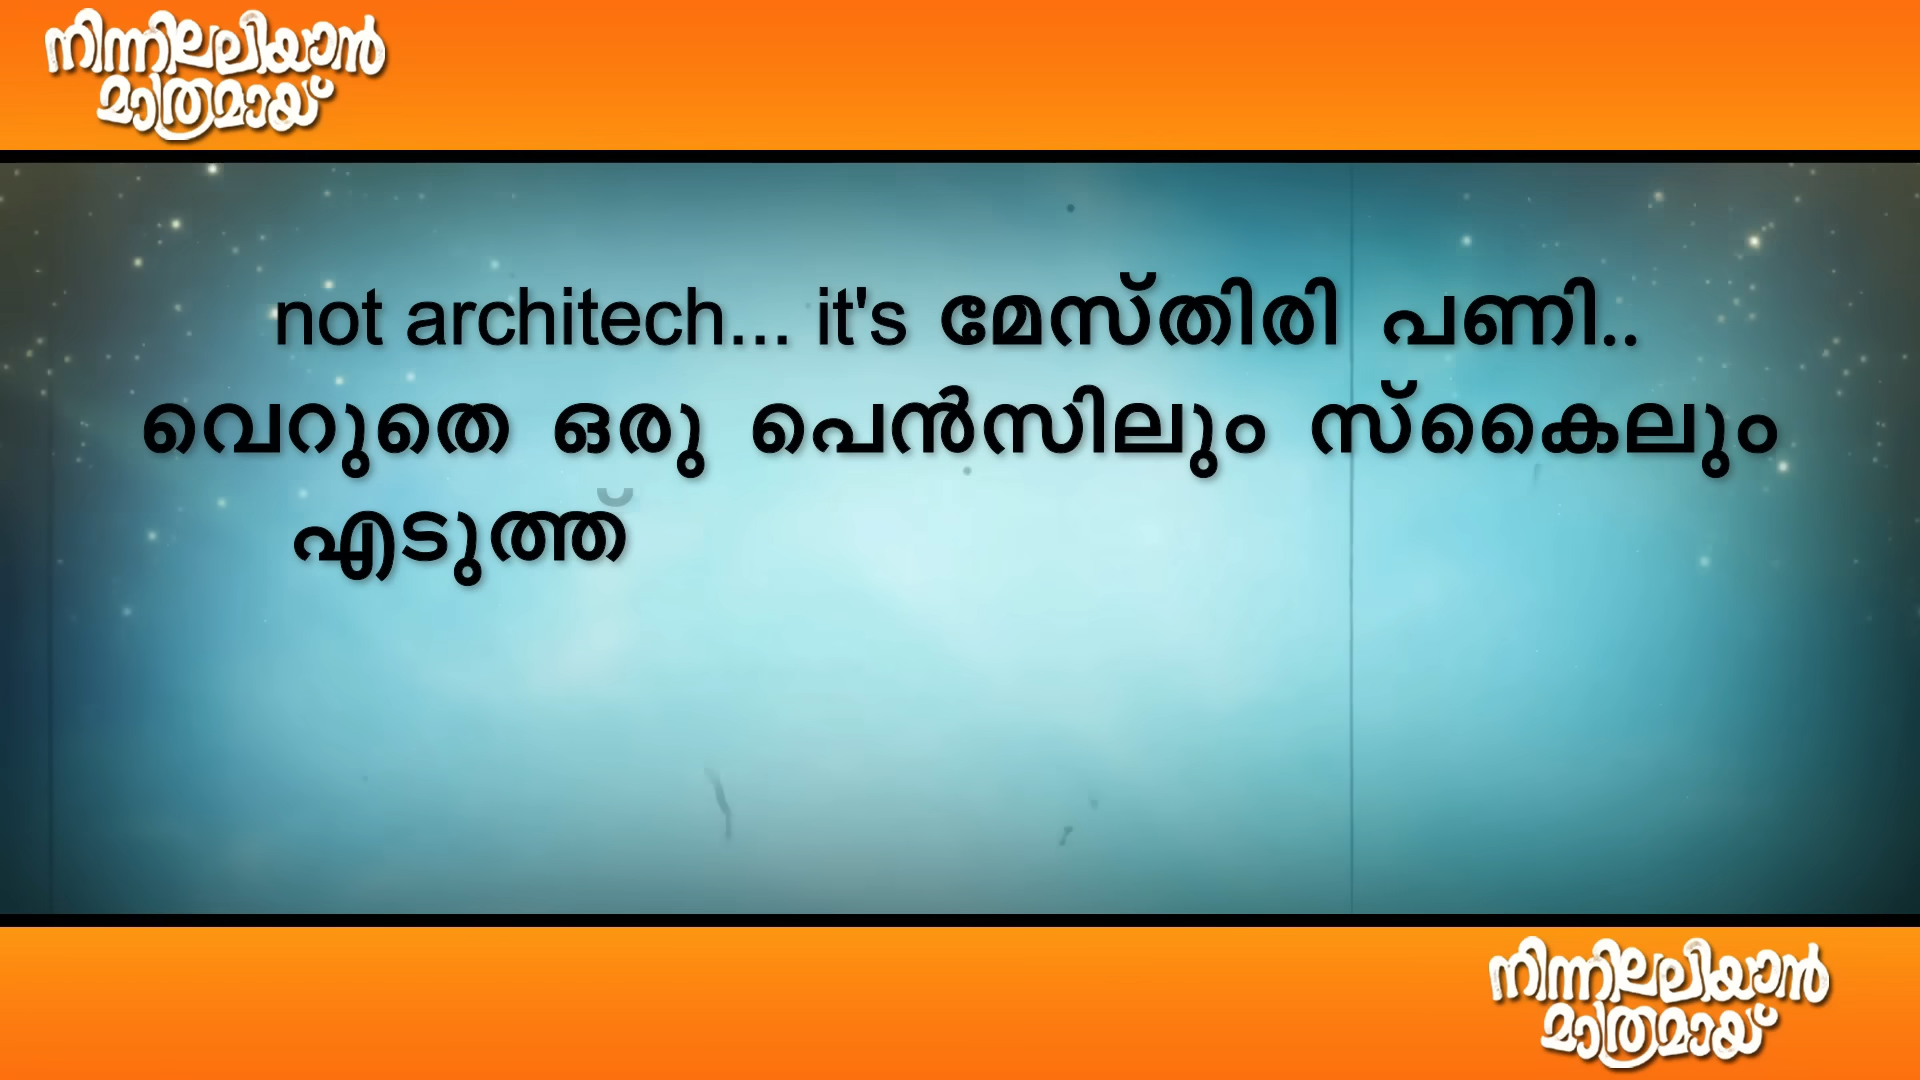 നിന്നിലലിയാൻ
മാത്രമായ്
not architech... it's മേസ്തിരി പണി..
വെറുതെ ഒരു പെൻസിലും സ്കൈലും
എടുത്ത്
നിന്നിലലിയാൻ
മാത്രമായ്